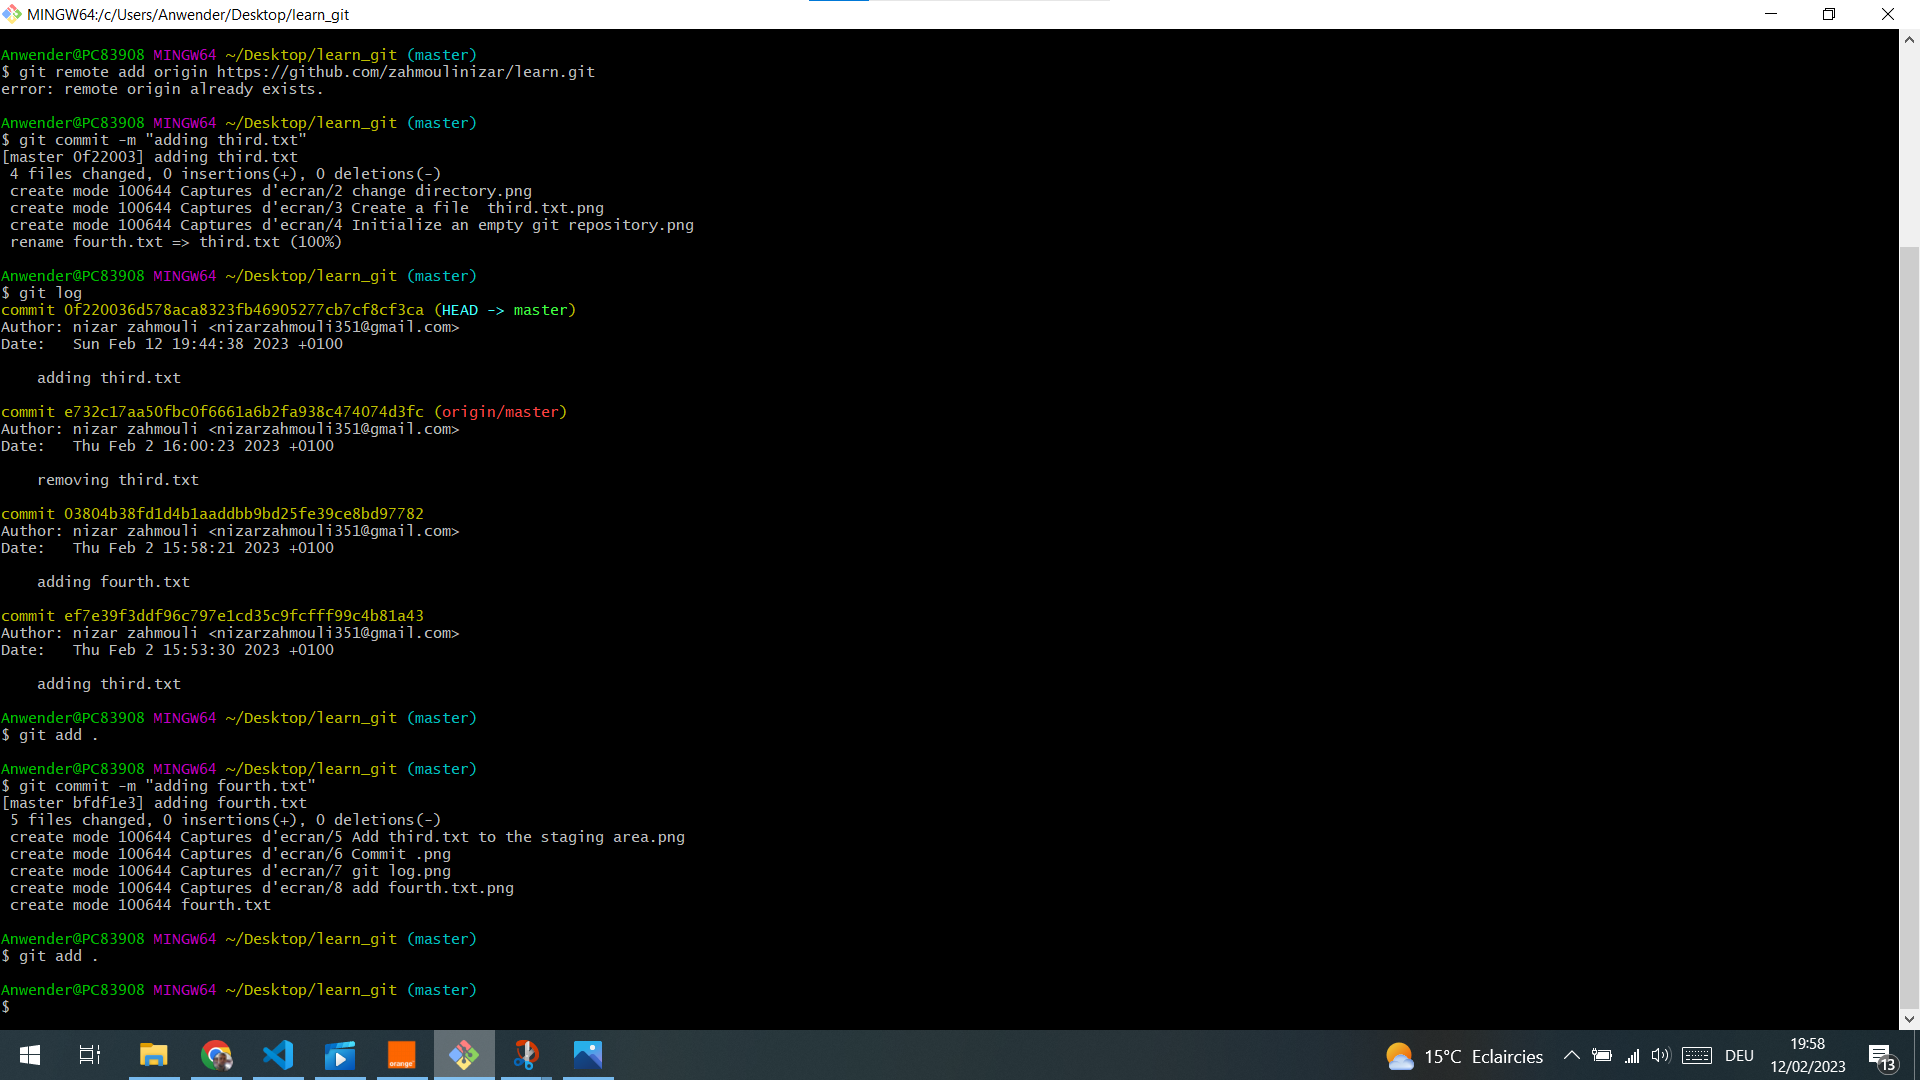 MINGW64:/c/Users/Anwender/Desktop/learn_git
Anwender@PC83908 MINGW64 ~/Desktop/learn_git (master)
$ git remote add origin https://github.com/zahmoulinizar/learn.git
error: remote origin already exists.
Anwender@PC83908 MINGW64 ~/Desktop/learn_git (master)
$ git commit -m "adding third.txt"
[master 0f22003] adding third.txt
4 files changed, 0 insertions(+), 0 deletions(-)
create mode 100644 Captures d'ecran/2 change directory.png
create mode 100644 Captures d'ecran/3 Create a file  third.txt.png
create mode 100644 Captures d'ecran/4 Initialize an empty git repository.png
rename fourth.txt => third.txt (100%)
Anwender@PC83908 MINGW64 ~/Desktop/learn_git (master)
$ git log
commit 0f220036d578aca8323fb46905277cb7cf8cf3ca (HEAD -> master)
Author: nizar zahmouli <nizarzahmouli351@gmail.com>
Date:   Sun Feb 12 19:44:38 2023 +0100
adding third.txt
commit e732c17aa50fbc0f6661a6b2fa938c474074d3fc (origin/master)
Author: nizar zahmouli <nizarzahmouli351@gmail.com>
Date:   Thu Feb 2 16:00:23 2023 +0100
removing third.txt
commit 03804b38fd1d4b1aaddbb9bd25fe39ce8bd97782
Author: nizar zahmouli <nizarzahmouli351@gmail.com>
Date:   Thu Feb 2 15:58:21 2023 +0100
adding fourth.txt
commit ef7e39f3ddf96c797e1cd35c9fcfff99c4b81a43
Author: nizar zahmouli <nizarzahmouli351@gmail.com>
Date:   Thu Feb 2 15:53:30 2023 +0100
adding third.txt
Anwender@PC83908 MINGW64 ~/Desktop/learn_git (master)
$ git add .
Anwender@PC83908 MINGW64 ~/Desktop/learn_git (master)
$ git commit -m "adding fourth.txt"
[master bfdf1e3] adding fourth.txt
5 files changed, 0 insertions(+), 0 deletions(-)
create mode 100644 Captures d'ecran/5 Add third.txt to the staging area.png
create mode 100644 Captures d'ecran/6 Commit .png
create mode 100644 Captures d'ecran/7 git log.png
create mode 100644 Captures d'ecran/8 add fourth.txt.png
create mode 100644 fourth.txt
Anwender@PC83908 MINGW64 ~/Desktop/learn_git (master)
$ git add .
Anwender@PC83908 MINGW64 ~/Desktop/learn_git (master)
$
orange
15°C Eclaircies
DEU
19:58
12/02/2023
13